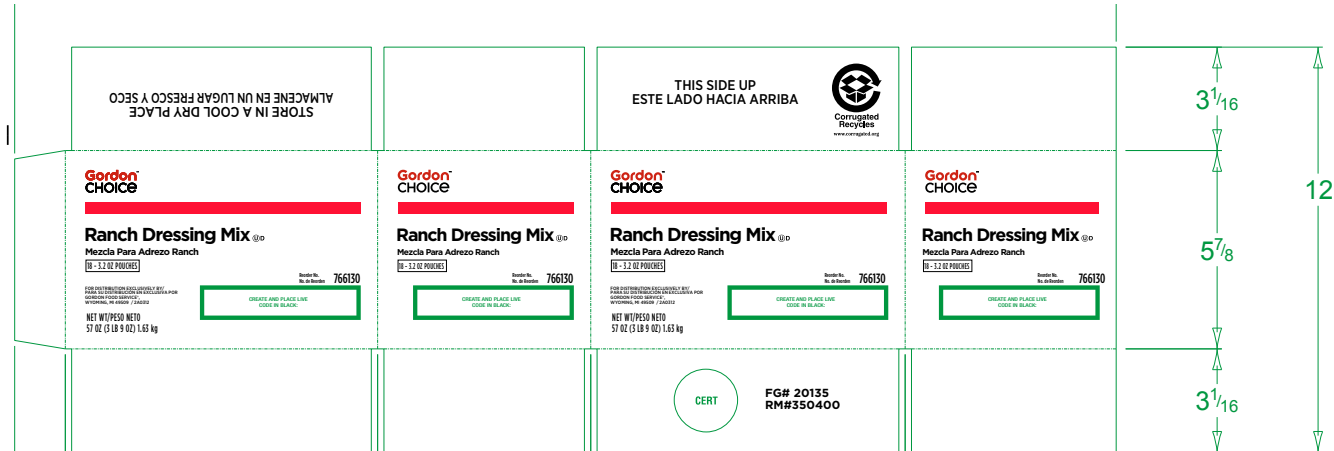 STORE IN A COOL DRY PLACE
ALMACENE EN UN LUGAR FRESCO Y SECO
THIS SIDE UP
ESTE LADO HACIA ARRIBA
Corrugated
Recycles
www.corrugated.org
3 1/16
Gordon™
CHOICE
Ranch Dressing Mix ⓊD
Mezcla Para Adrezo Ranch
18 - 3.2 OZ POUCHES
Reorder No.
No. de Reorden 766130
FOR DISTRIBUTION EXCLUSIVELY BY/
PARA SU DISTRIBUCIÓN EN EXCLUSIVA POR
GORDON FOOD SERVICE®,
WYOMING, MI 49509 / 2A0312
CREATE AND PLACE LIVE
CODE IN BLACK:
NET WT/PESO NETO
57 OZ (3 LB 9 OZ) 1.63 kg
Gordon™
CHOICE
Ranch Dressing Mix ⓊD
Mezcla Para Adrezo Ranch
18 - 3.2 OZ POUCHES
Reorder No.
No. de Reorden 766130
CREATE AND PLACE LIVE
CODE IN BLACK:
Gordon™
CHOICE
Ranch Dressing Mix ⓊD
Mezcla Para Adrezo Ranch
18 - 3.2 OZ POUCHES
Reorder No.
No. de Reorden 766130
FOR DISTRIBUTION EXCLUSIVELY BY/
PARA SU DISTRIBUCIÓN EN EXCLUSIVA POR
GORDON FOOD SERVICE®,
WYOMING, MI 49509 / 2A0312
CREATE AND PLACE LIVE
CODE IN BLACK:
NET WT/PESO NETO
57 OZ (3 LB 9 OZ) 1.63 kg
Gordon™
CHOICE
Ranch Dressing Mix ⓊD
Mezcla Para Adrezo Ranch
18 - 3.2 OZ POUCHES
Reorder No.
No. de Reorden 766130
CREATE AND PLACE LIVE
CODE IN BLACK:
5 7/8
12
CERT
FG# 20135
RM#350400
3 1/16